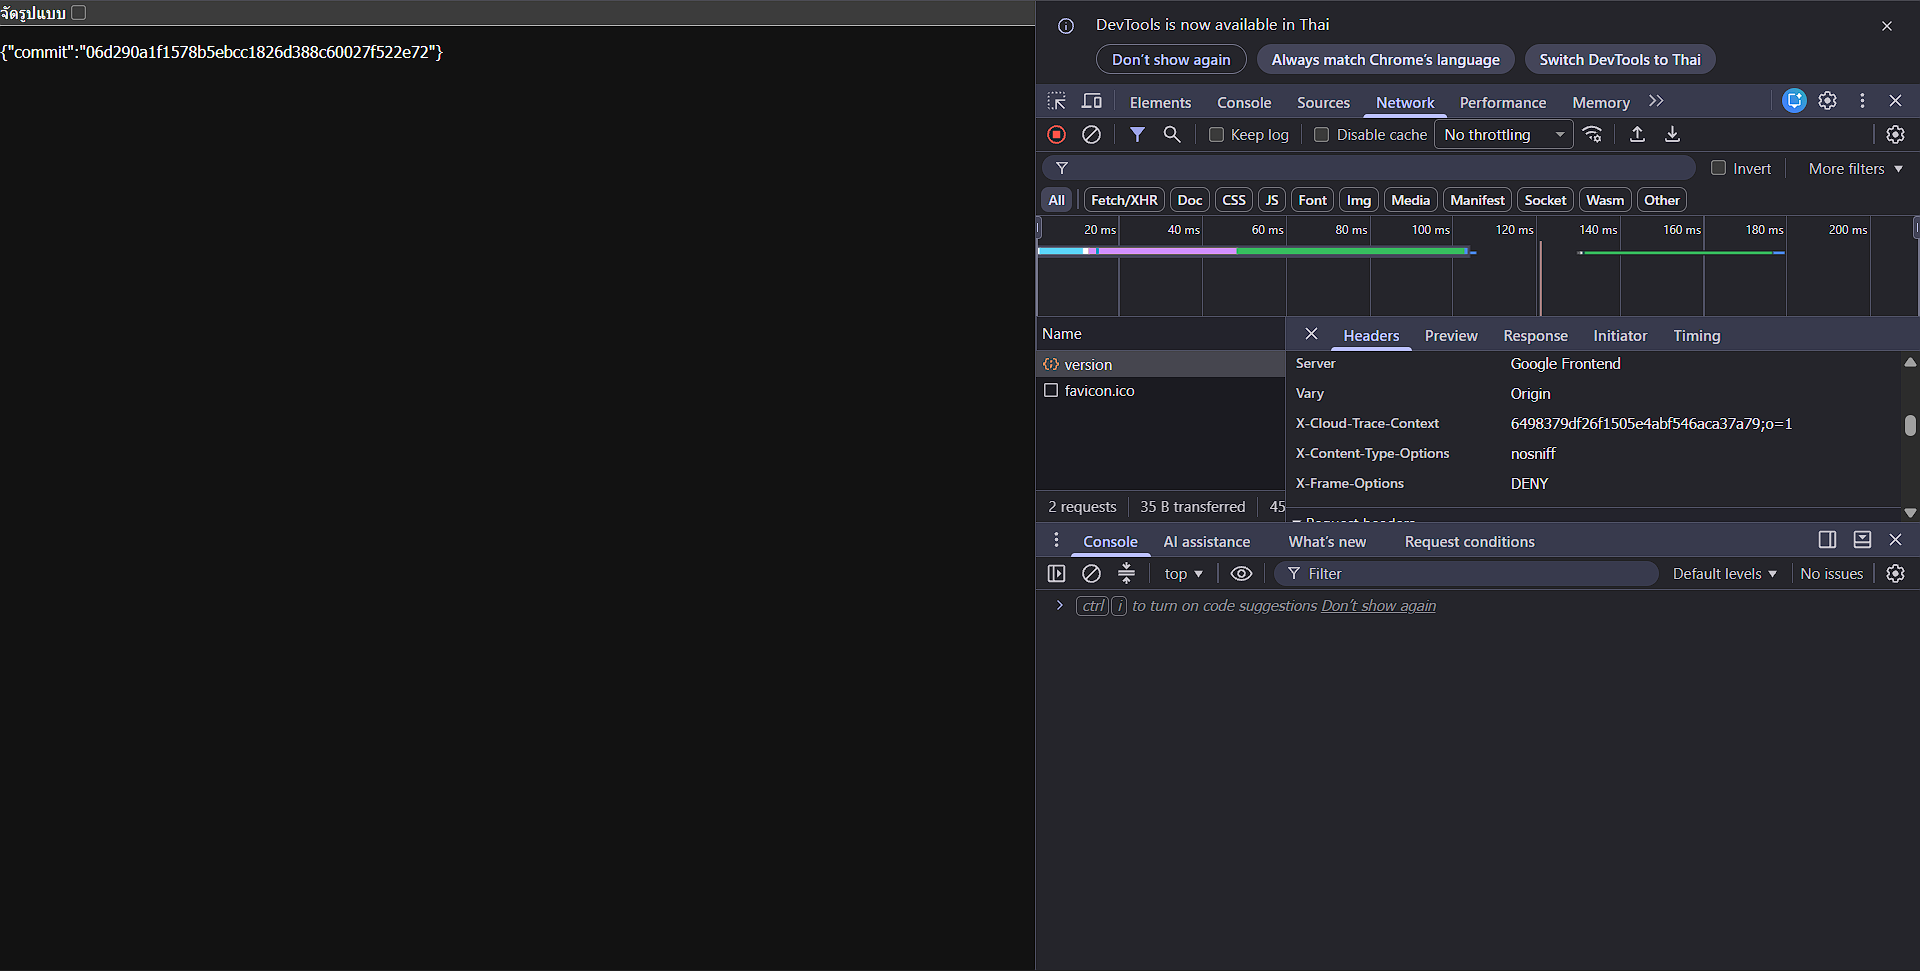 จัดรูปแบบ
{"commit":"06d290a1f1578b5ebcc1826d388c60027f522e72"}
DevTools is now available in Thai
Don't show again
Always match Chrome's language
Switch DevTools to Thai
Elements
Console
Sources
Network
Performance
Memory
Keep log
Disable cache
No throttling
Invert
More filters
All
Fetch/XHR
Doc
CSS
JS
Font
Img
Media
Manifest
Socket
Wasm
Other
20 ms
40 ms
60 ms
80 ms
100 ms
120 ms
140 ms
160 ms
180 ms
200 ms
Name
version
favicon.ico
2 requests
35 B transferred
45
Headers
Preview
Response
Initiator
Timing
Server Google Frontend
Vary Origin
X-Cloud-Trace-Context 6498379df26f1505e4abf546aca37a79;o=1
X-Content-Type-Options nosniff
X-Frame-Options DENY
Request headers
Console
AI assistance
What's new
Request conditions
top
Filter
Default levels
No issues
ctrl i to turn on code suggestions Don't show again